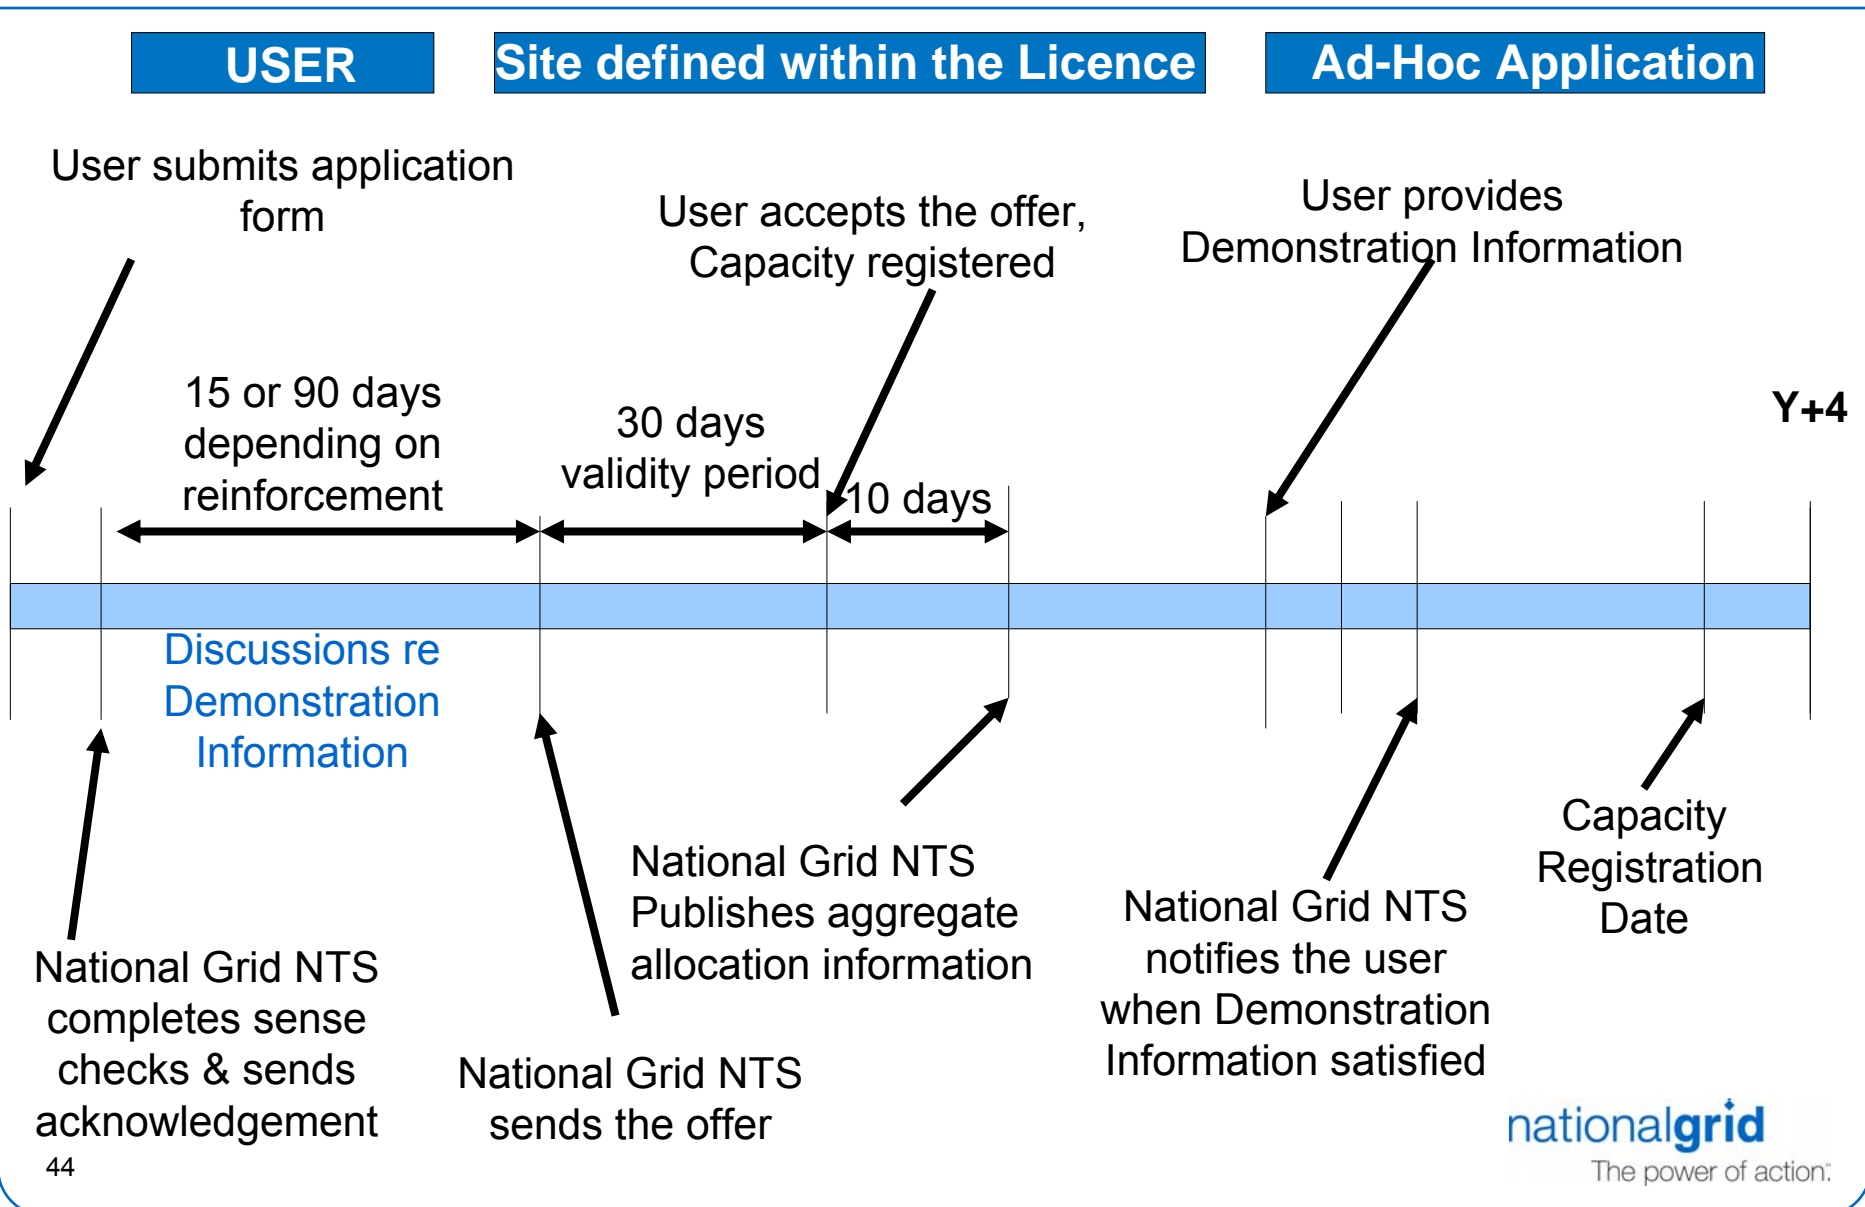 USER
Site defined within the Licence
Ad-Hoc Application
User submits application
form
User accepts the offer,
Capacity registered
User provides
Demonstration Information
15 or 90 days
depending on
reinforcement
30 days
validity period
10 days
Y+4
Discussions re
Demonstration
Information
National Grid NTS
completes sense
checks & sends
acknowledgement
National Grid NTS
sends the offer
National Grid NTS
Publishes aggregate
allocation information
National Grid NTS
notifies the user
when Demonstration
Information satisfied
Capacity
Registration
Date
44
nationalgrid
The power of action.™